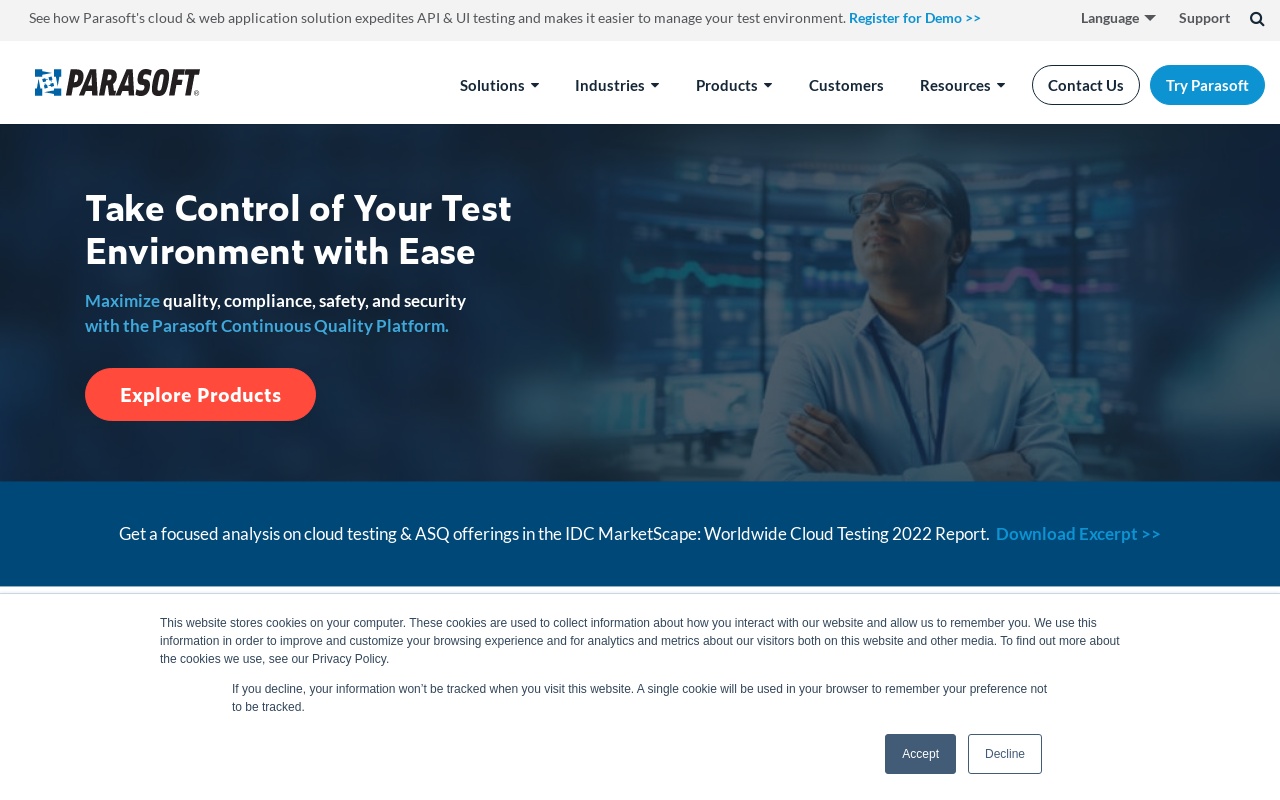 See how Parasoft's cloud & web application solution expedites API & UI testing and makes it easier to manage your test environment. Register for Demo >>
Language
Support
PARASOFT®
Solutions
Industries
Products
Customers
Resources
Contact Us
Try Parasoft
Take Control of Your Test
Environment with Ease
Maximize quality, compliance, safety, and security
with the Parasoft Continuous Quality Platform.
Explore Products
Get a focused analysis on cloud testing & ASQ offerings in the IDC MarketScape: Worldwide Cloud Testing 2022 Report. Download Excerpt >>
This website stores cookies on your computer. These cookies are used to collect information about how you interact with our website and allow us to remember you. We use this
information in order to improve and customize your browsing experience and for analytics and metrics about our visitors both on this website and other media. To find out more about
the cookies we use, see our Privacy Policy.
If you decline, your information won’t be tracked when you visit this website. A single cookie will be used in your browser to remember your preference not
to be tracked.
Accept
Decline